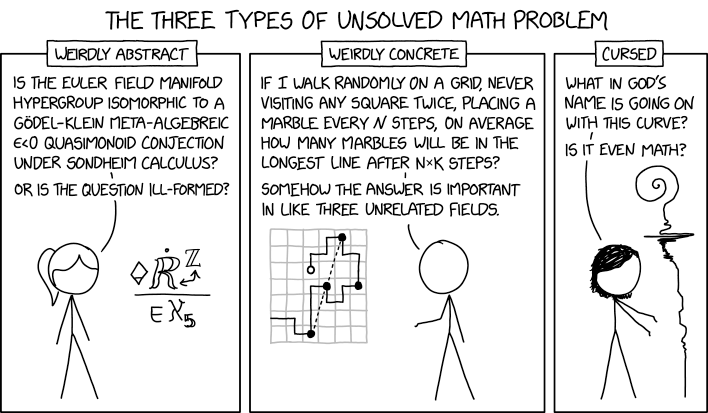 THE THREE TYPES OF UNSOLVED MATH PROBLEM
WEIRDLY ABSTRACT
IS THE EULER FIELD MANIFOLD
HYPERGROUP ISOMORPHIC TO A
GÖDEL-KLEIN META-ALGEBREIC
ϵ<0 QUASIMONOID CONJECTION
UNDER SONDHEIM CALCULUS?
OR IS THE QUESTION ILL-FORMED?
WEIRDLY CONCRETE
IF I WALK RANDOMLY ON A GRID, NEVER
VISITING ANY SQUARE TWICE, PLACING A
MARBLE EVERY N STEPS, ON AVERAGE
HOW MANY MARBLES WILL BE IN THE
LONGEST LINE AFTER N×K STEPS?
SOMEHOW THE ANSWER IS IMPORTANT
IN LIKE THREE UNRELATED FIELDS.
CURSED
WHAT IN GOD'S
NAME IS GOING ON
WITH THIS CURVE?
IS IT EVEN MATH?